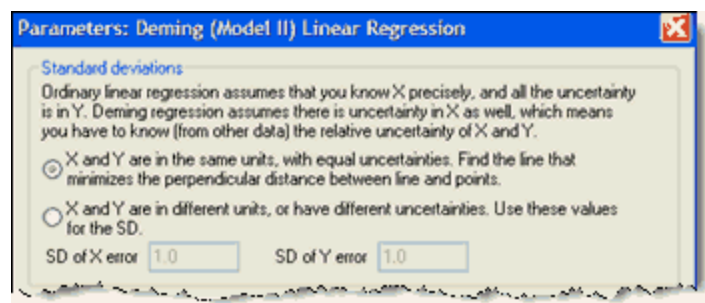 Parameters: Deming (Model II) Linear Regression
Standard deviations
Ordinary linear regression assumes that you know X precisely, and all the uncertainty
is in Y. Deming regression assumes there is uncertainty in X as well, which means
you have to know (from other data) the relative uncertainty of X and Y.
X and Y are in the same units, with equal uncertainties. Find the line that
minimizes the perpendicular distance between line and points.
X and Y are in different units, or have different uncertainties. Use these values
for the SD.
SD of X error 1.0 SD of Y error 1.0